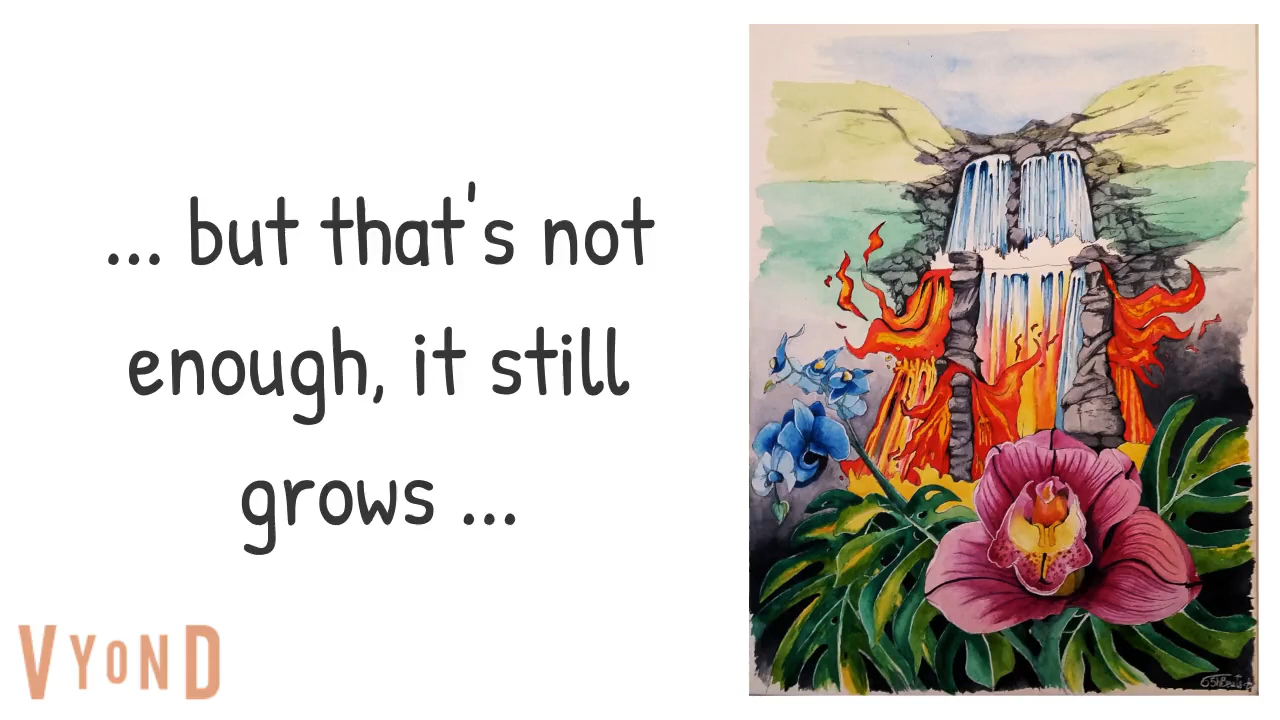 ... but that's not
enough, it still
grows ...
VYOND